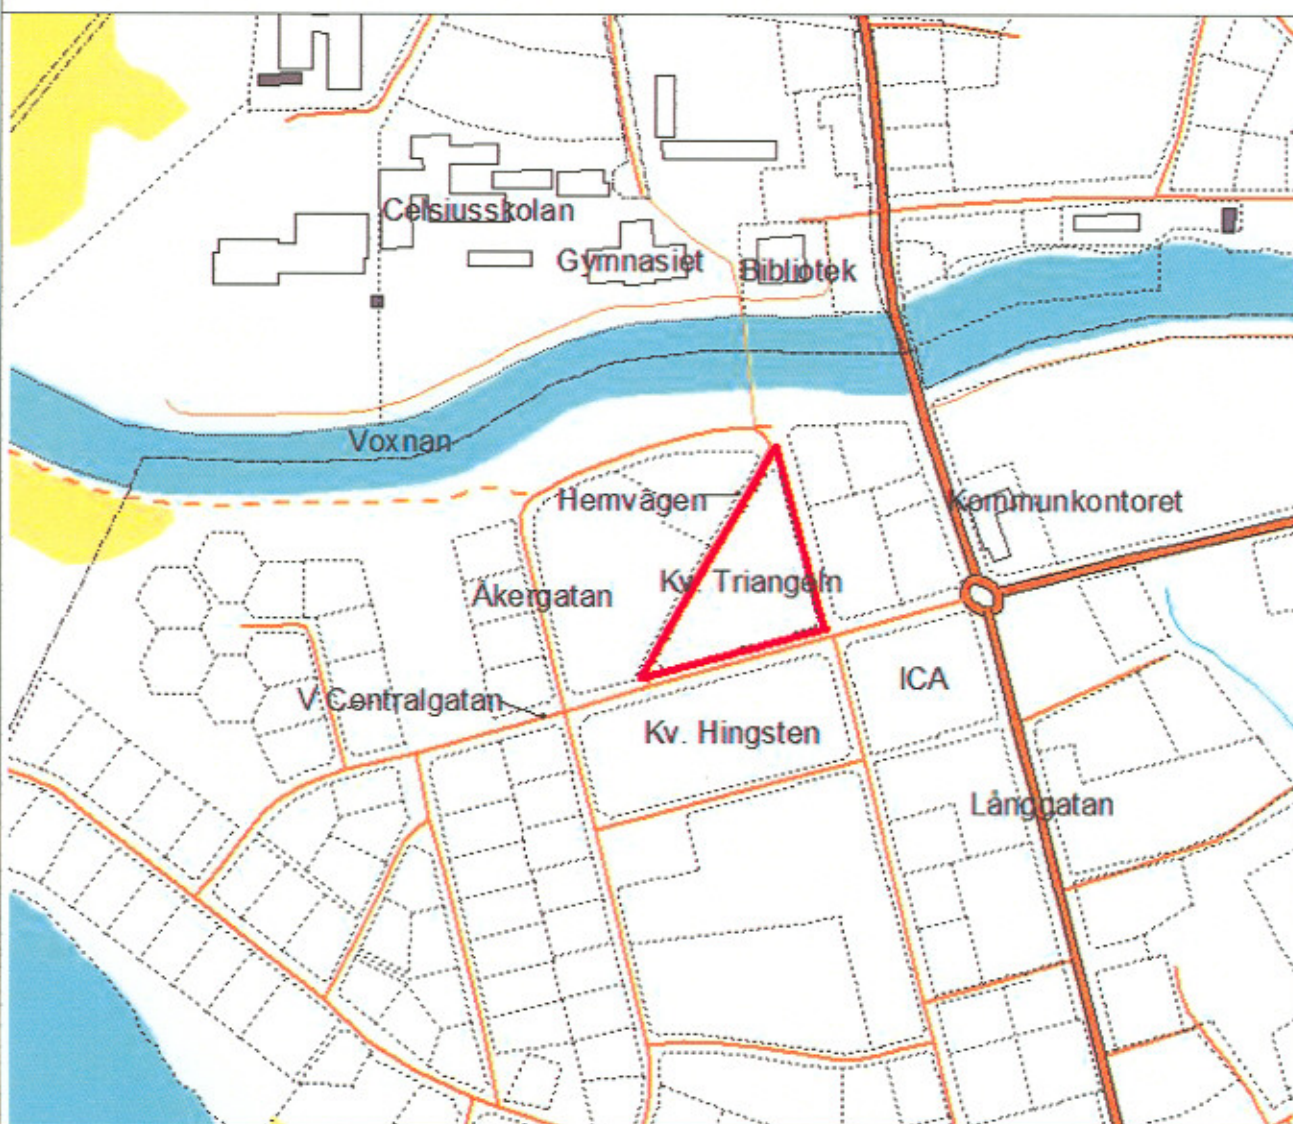 Celsiusskolan
Gymnasiet
Bibliotek
Voxnan
Hemvägen
Kommunkontoret
Kv. Triangeln
Åkergatan
ICA
V Centralgatan
Kv. Hingsten
Långgatan